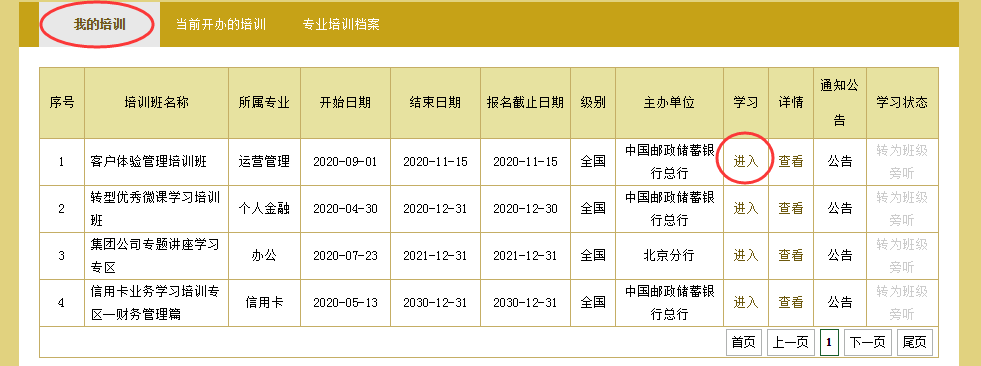 我的培训 当前开办的培训 专业培训档案
序号 培训班名称 所属专业 开始日期 结束日期 报名截止日期 级别 主办单位 学习 详情 通知公告 学习状态
1 客户体验管理培训班 运营管理 2020-09-01 2020-11-15 2020-11-15 全国 中国邮政储蓄银行总行 进入 查看 公告 转为班级旁听
2 转型优秀微课学习培训班 个人金融 2020-04-30 2020-12-31 2020-12-30 全国 中国邮政储蓄银行总行 进入 查看 公告 转为班级旁听
3 集团公司专题讲座学习专区 办公 2020-07-23 2021-12-31 2021-12-31 全国 北京分行 进入 查看 公告 转为班级旁听
4 信用卡业务学习培训专区—财务管理篇 信用卡 2020-05-13 2030-12-31 2030-12-31 全国 中国邮政储蓄银行总行 进入 查看 公告 转为班级旁听
首页 上一页 1 下一页 尾页